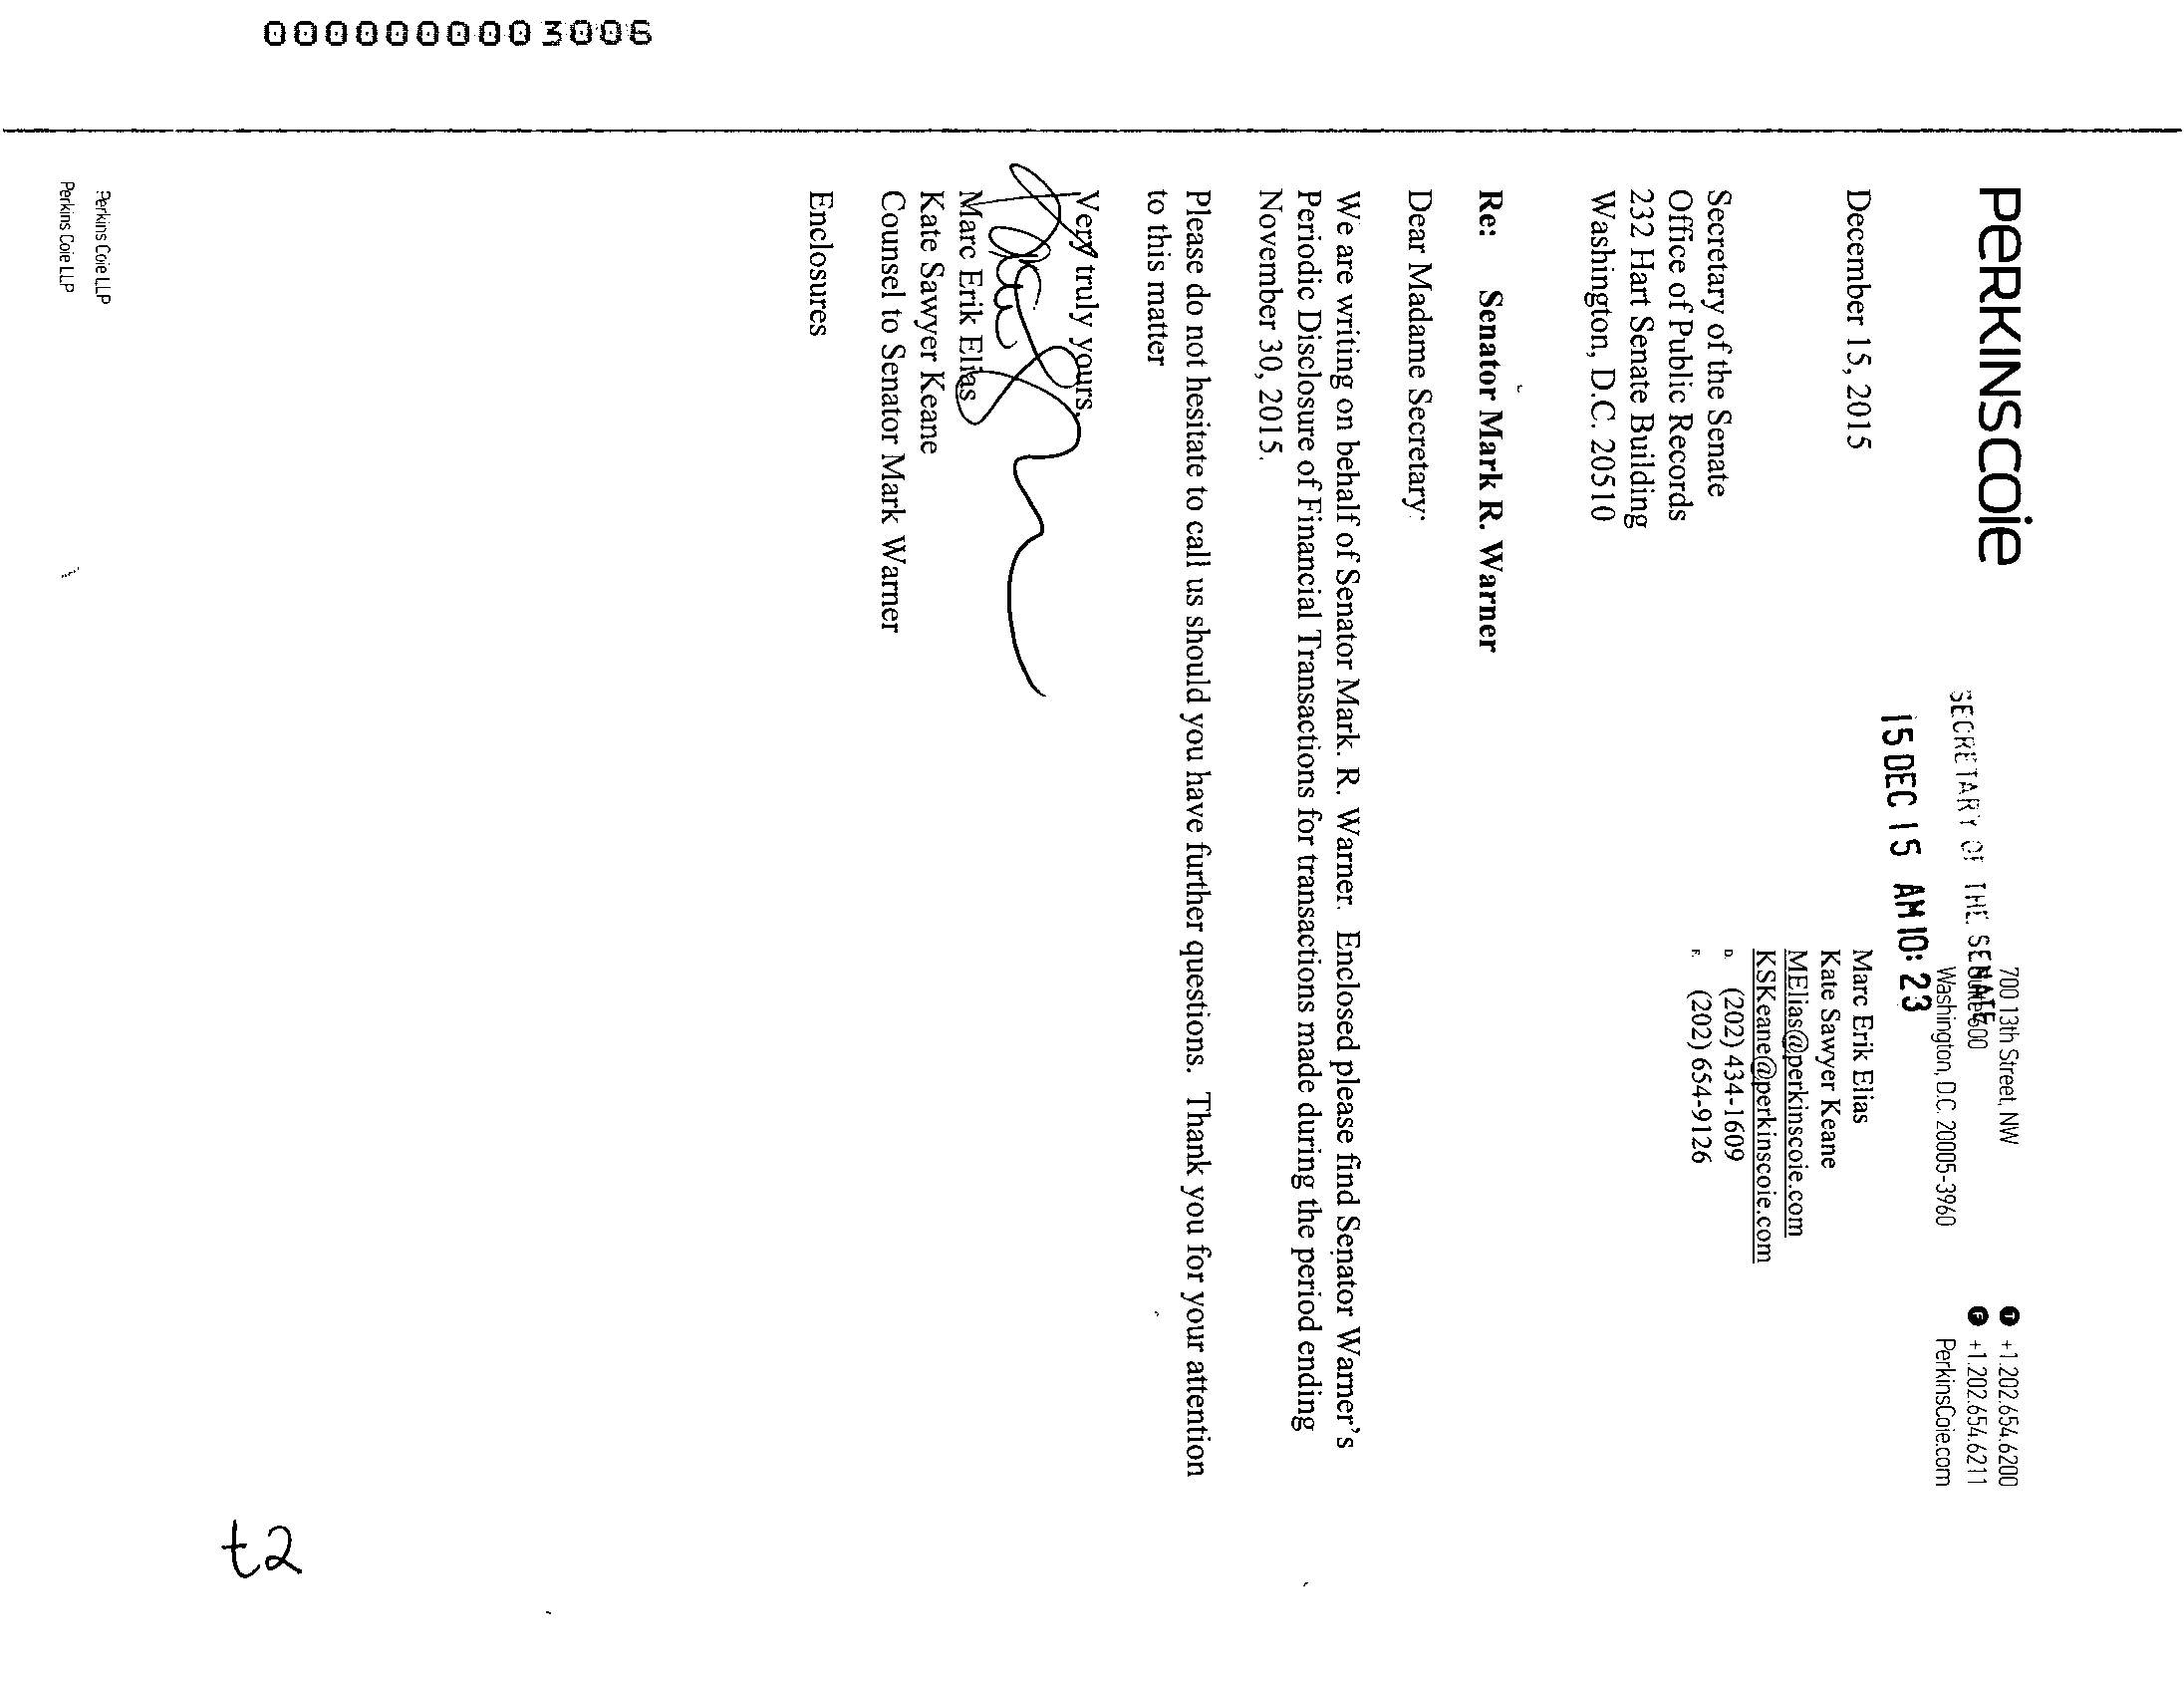 000000003006
PERKINSCOIE
700 13th Street, NW
Suite 600
Washington, D.C. 20005-3960
T +1.202.654.6200
F +1.202.654.6211
PerkinsCoie.com
SECRETARY OF THE SENATE
15 DEC 15 AM 10: 23
December 15, 2015
Marc Erik Elias
Kate Sawyer Keane
MElias@perkinscoie.com
KSKeane@perkinscoie.com
D. (202) 434-1609
F. (202) 654-9126
Secretary of the Senate
Office of Public Records
232 Hart Senate Building
Washington, D.C. 20510
Re: Senator Mark R. Warner
Dear Madame Secretary:
We are writing on behalf of Senator Mark. R. Warner. Enclosed please find Senator Warner's
Periodic Disclosure of Financial Transactions for transactions made during the period ending
November 30, 2015.
Please do not hesitate to call us should you have further questions. Thank you for your attention
to this matter
Very truly yours,
Marc Erik Elias
Kate Sawyer Keane
Counsel to Senator Mark Warner
Enclosures
Perkins Coie LLP
Perkins Coie LLP
t2